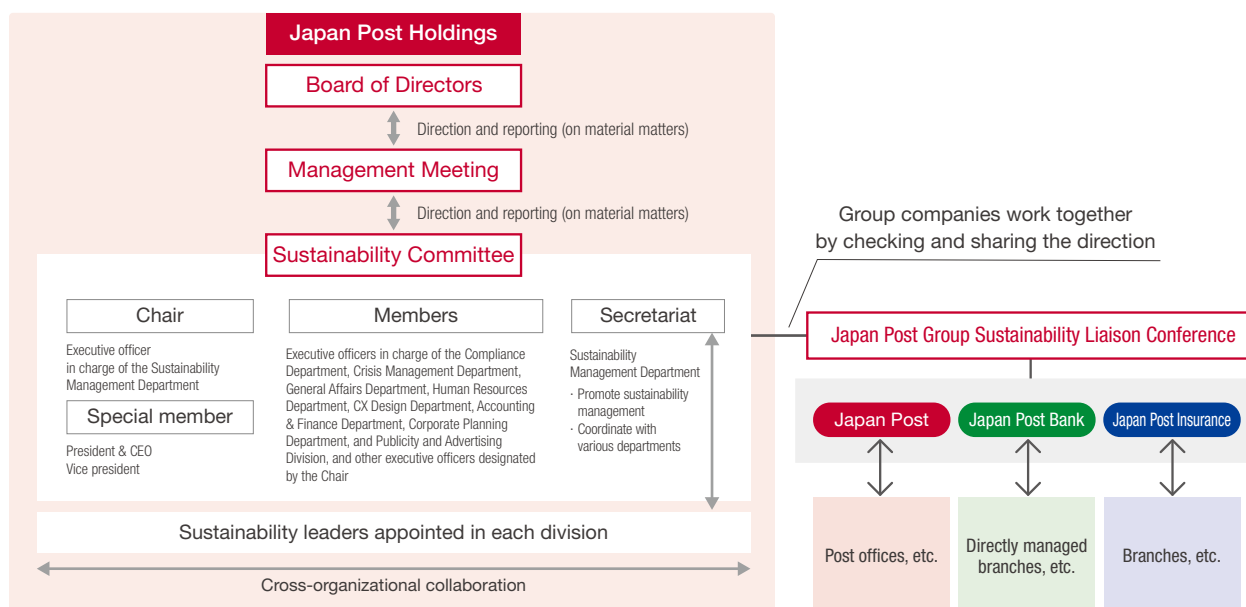 Japan Post Holdings
Board of Directors
Direction and reporting (on material matters)
Management Meeting
Direction and reporting (on material matters)
Sustainability Committee
Chair
Executive officer
in charge of the Sustainability
Management Department
Special member
President & CEO
Vice president
Members
Executive officers in charge of the Compliance
Department, Crisis Management Department,
General Affairs Department, Human Resources
Department, CX Design Department, Accounting
& Finance Department, Corporate Planning
Department, and Publicity and Advertising
Division, and other executive officers designated
by the Chair
Secretariat
Sustainability
Management Department
· Promote sustainability
management
· Coordinate with
various departments
Sustainability leaders appointed in each division
Cross-organizational collaboration
Group companies work together
by checking and sharing the direction
Japan Post Group Sustainability Liaison Conference
Japan Post
Japan Post Bank
Japan Post Insurance
Post offices, etc.
Directly managed
branches, etc.
Branches, etc.